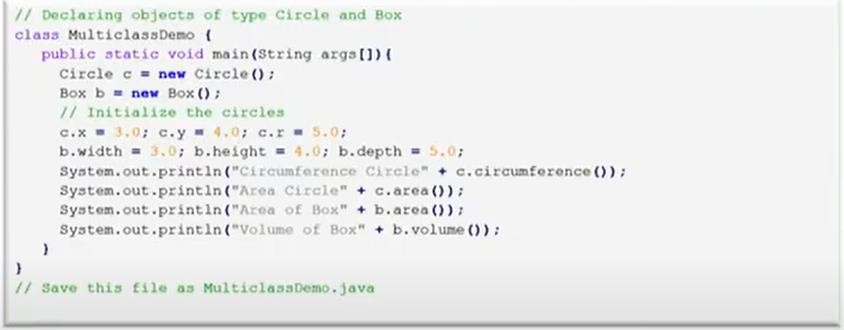 // Declaring objects of type Circle and Box
class MulticlassDemo {
public static void main(String args[]){
Circle c = new Circle();
Box b = new Box();
// Initialize the circles
c.x = 3.0; c.y = 4.0; c.r = 5.0;
b.width = 3.0; b.height = 4.0; b.depth = 5.0;
System.out.println("Circumference Circle" + c.circumference());
System.out.println("Area Circle" + c.area());
System.out.println("Area of Box" + b.area());
System.out.println("Volume of Box" + b.volume());
}
}
// Save this file as MulticlassDemo.java